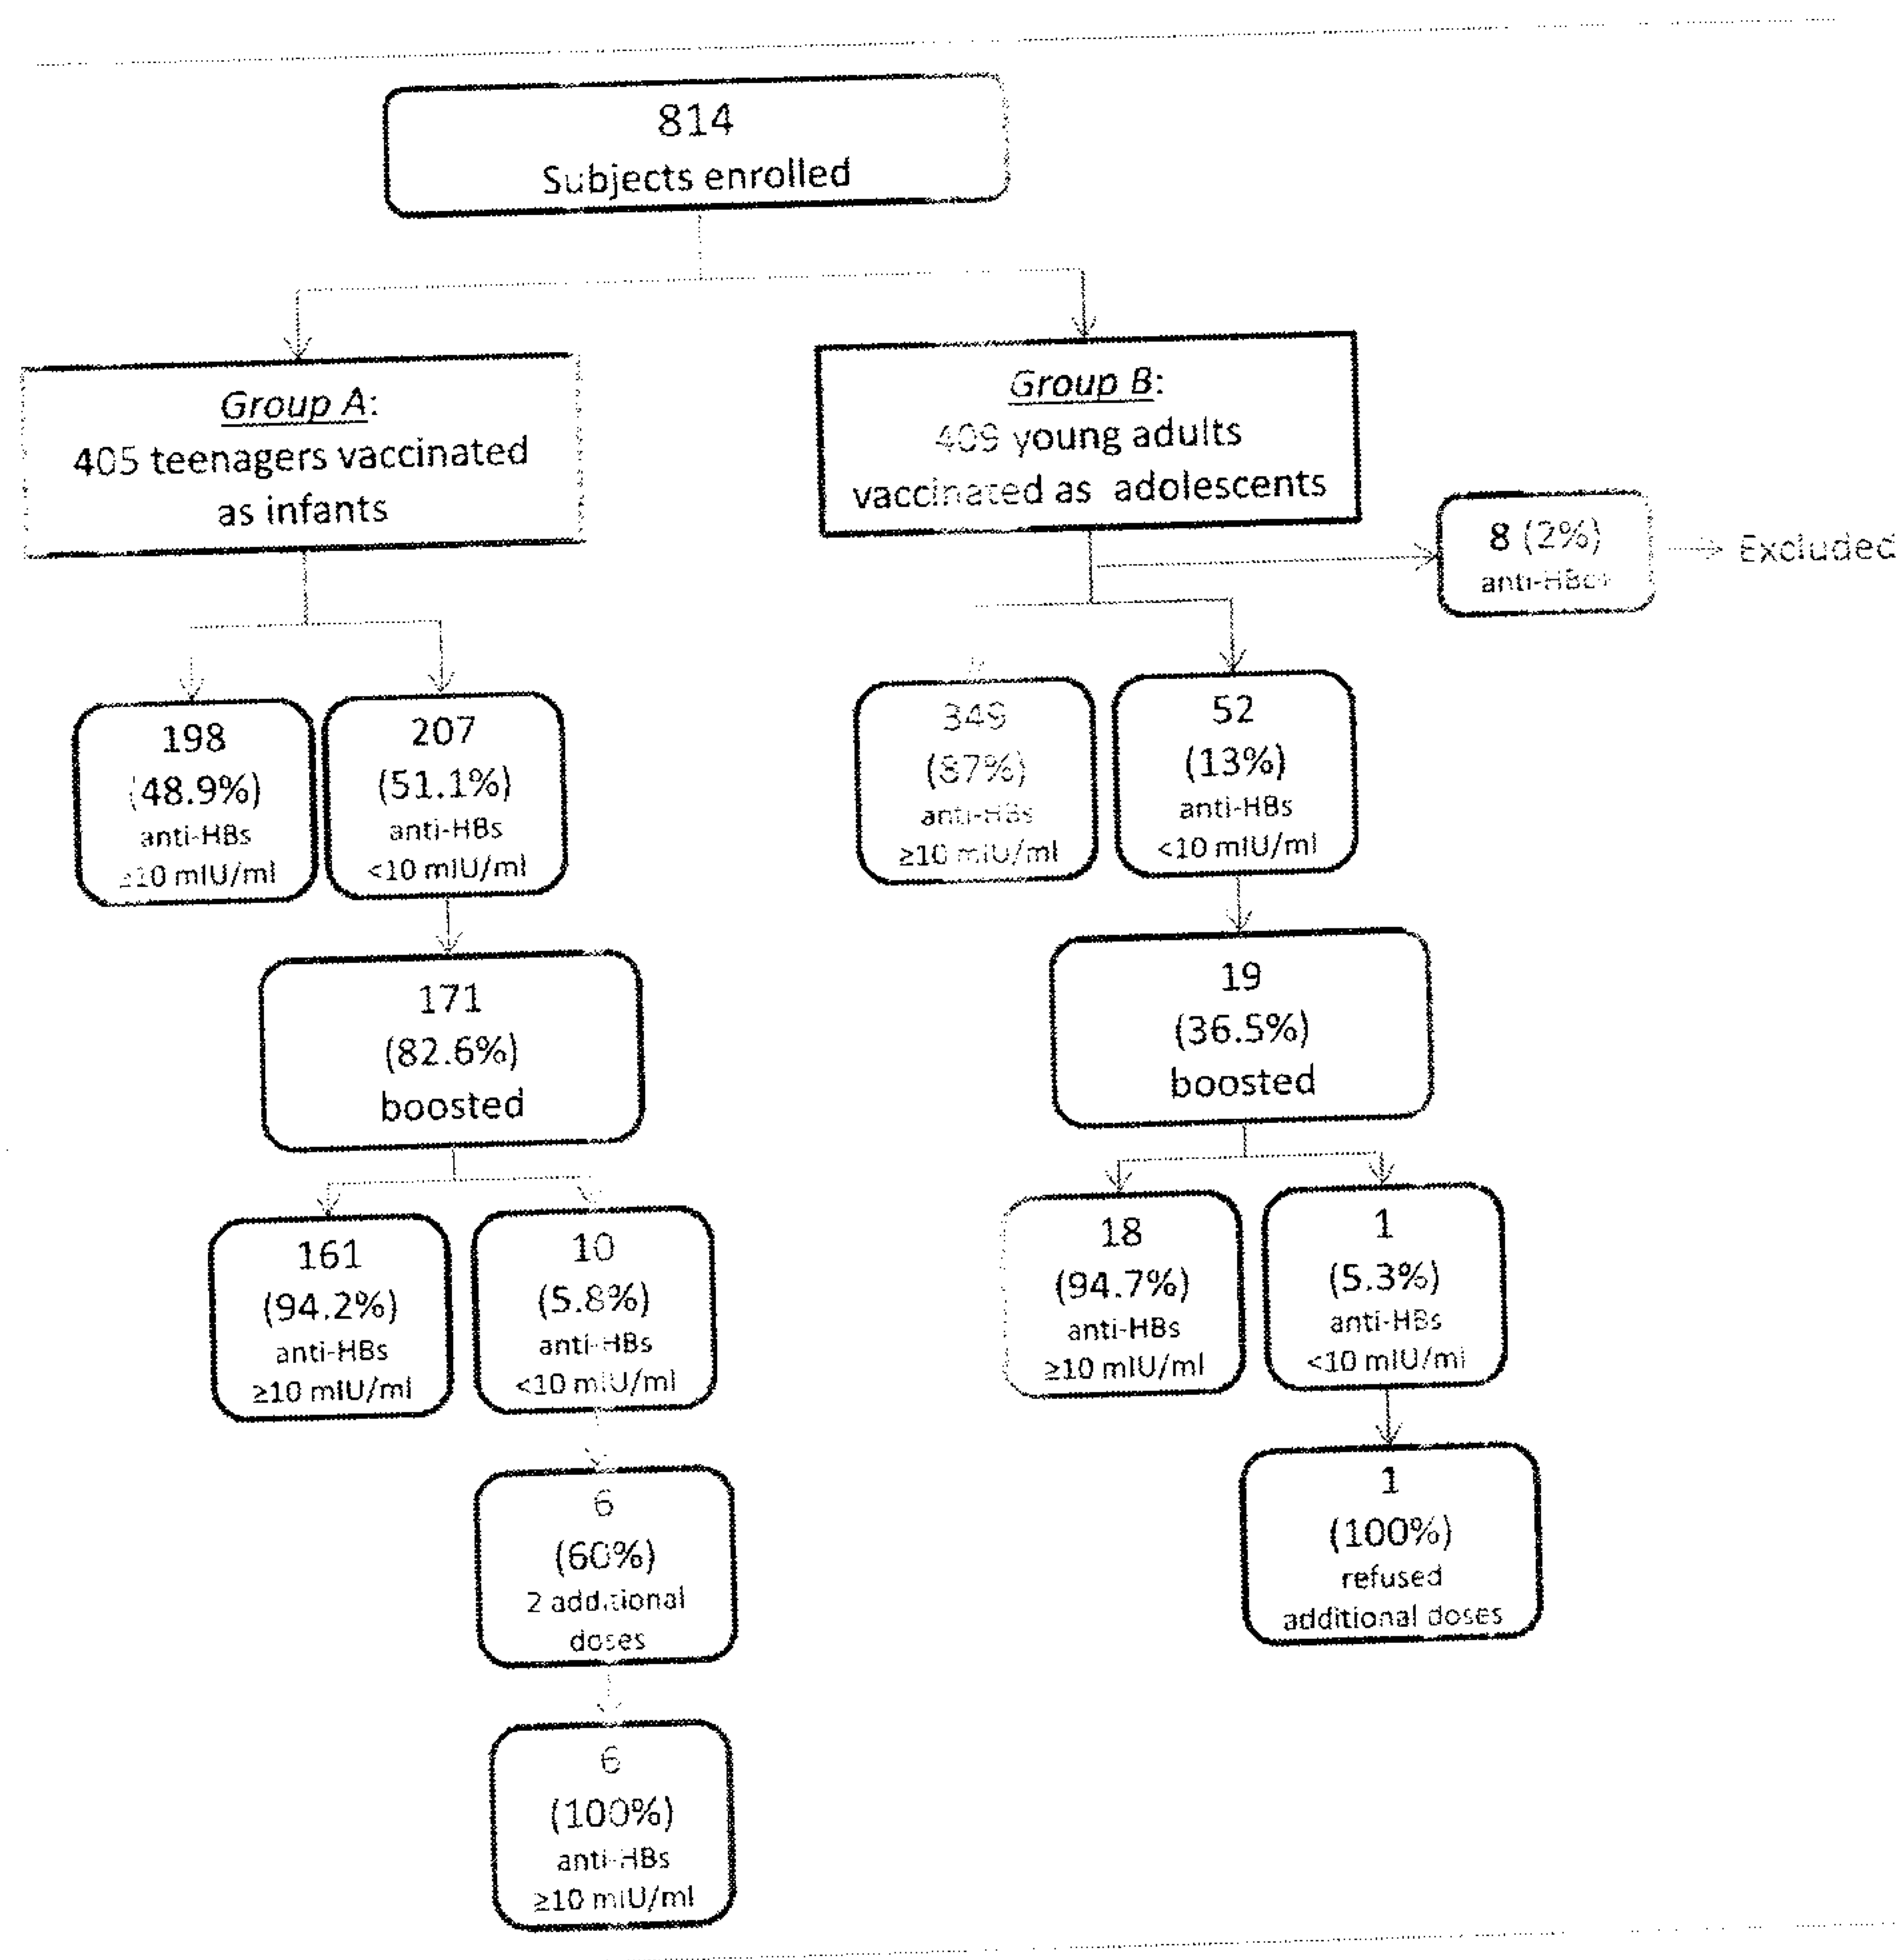 814
Subjects enrolled
Group A:
405 teenagers vaccinated
as infants
Group B:
409 young adults
vaccinated as adolescents
8 (2%)
anti-HBc+
Excluded
198
(48.9%)
anti-HBs
≥10 mIU/ml
207
(51.1%)
anti-HBs
<10 mIU/ml
349
(87%)
anti-HBs
≥10 mIU/ml
52
(13%)
anti-HBs
<10 mIU/ml
171
(82.6%)
boosted
19
(36.5%)
boosted
161
(94.2%)
anti-HBs
≥10 mIU/ml
10
(5.8%)
anti-HBs
<10 mIU/ml
18
(94.7%)
anti-HBs
≥10 mIU/ml
1
(5.3%)
anti-HBs
<10 mIU/ml
6
(60%)
2 additional
doses
1
(100%)
refused
additional doses
6
(100%)
anti-HBs
≥10 mIU/ml